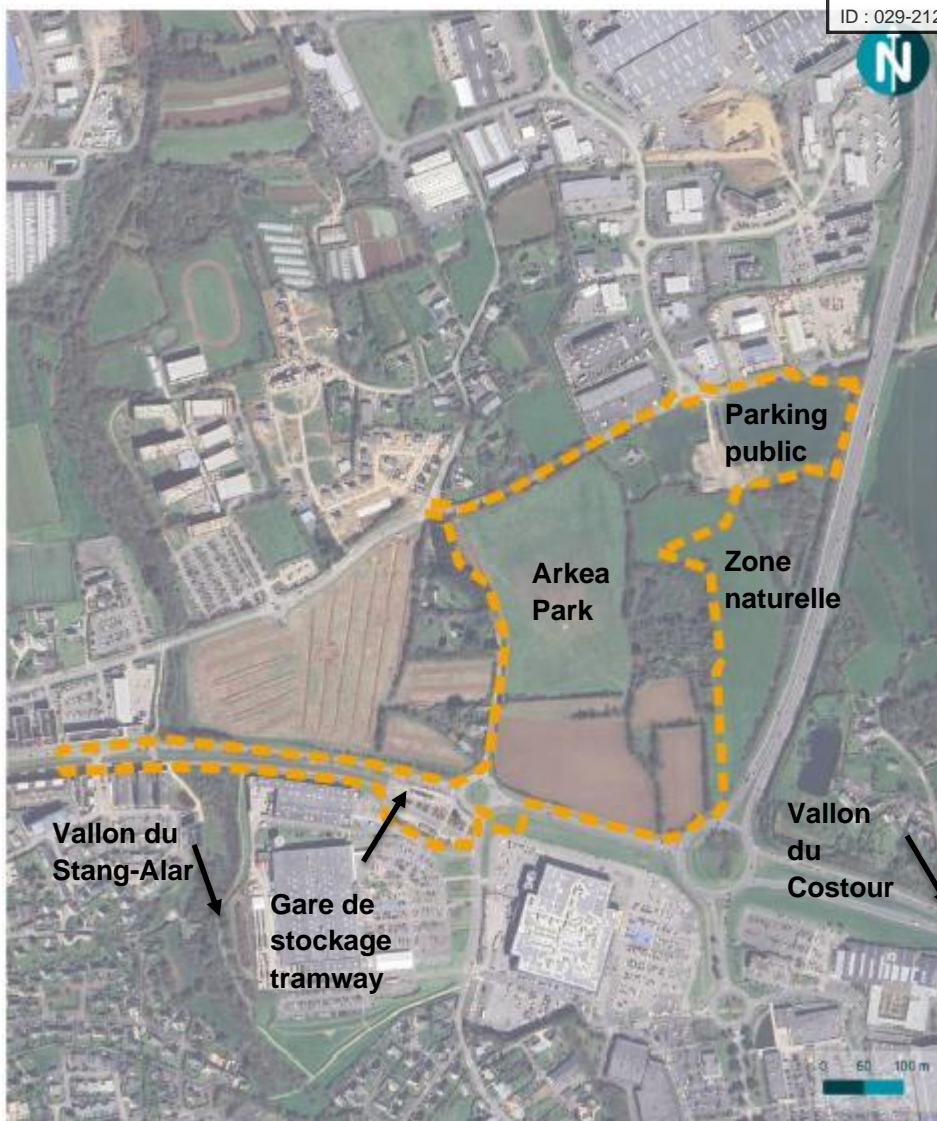 ID : 029-212
N
Parking
public
Arkea
Park
Zone
naturelle
Vallon du
Stang-Alar
Gare de
stockage
tramway
Vallon
du
Costour
0 60 100 m